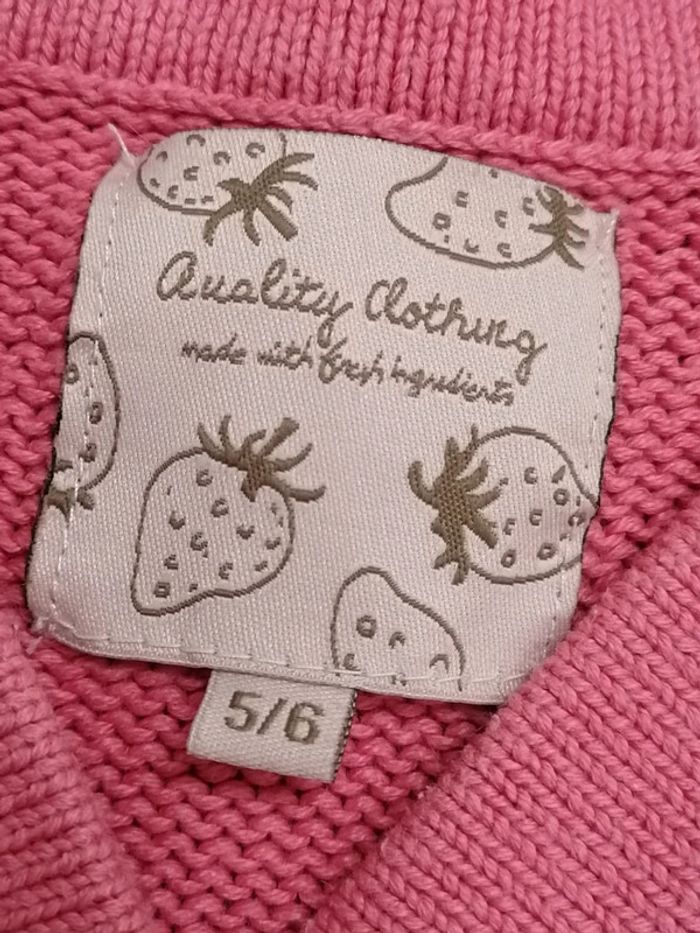 Quality Clothing
made with fresh ingredients
5/6